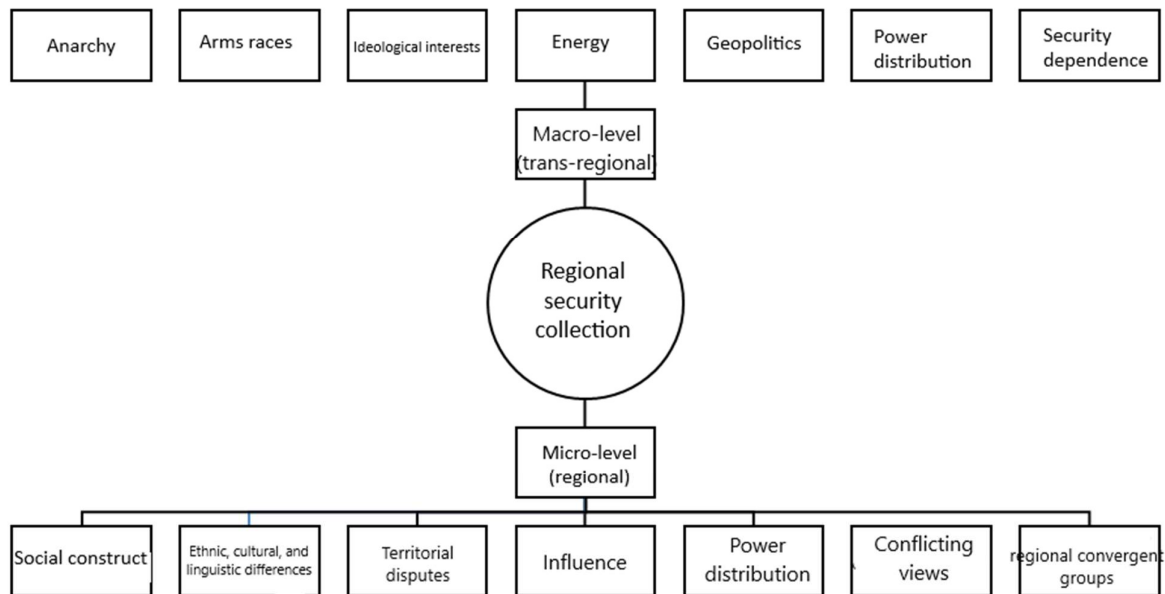 Anarchy
Arms races
Ideological interests
Energy
Geopolitics
Power
distribution
Security
dependence
Macro-level
(trans-regional)
Regional
security
collection
Micro-level
(regional)
Social construct
Ethnic, cultural, and
linguistic differences
Territorial
disputes
Influence
Power
distribution
Conflicting
views
regional convergent
groups